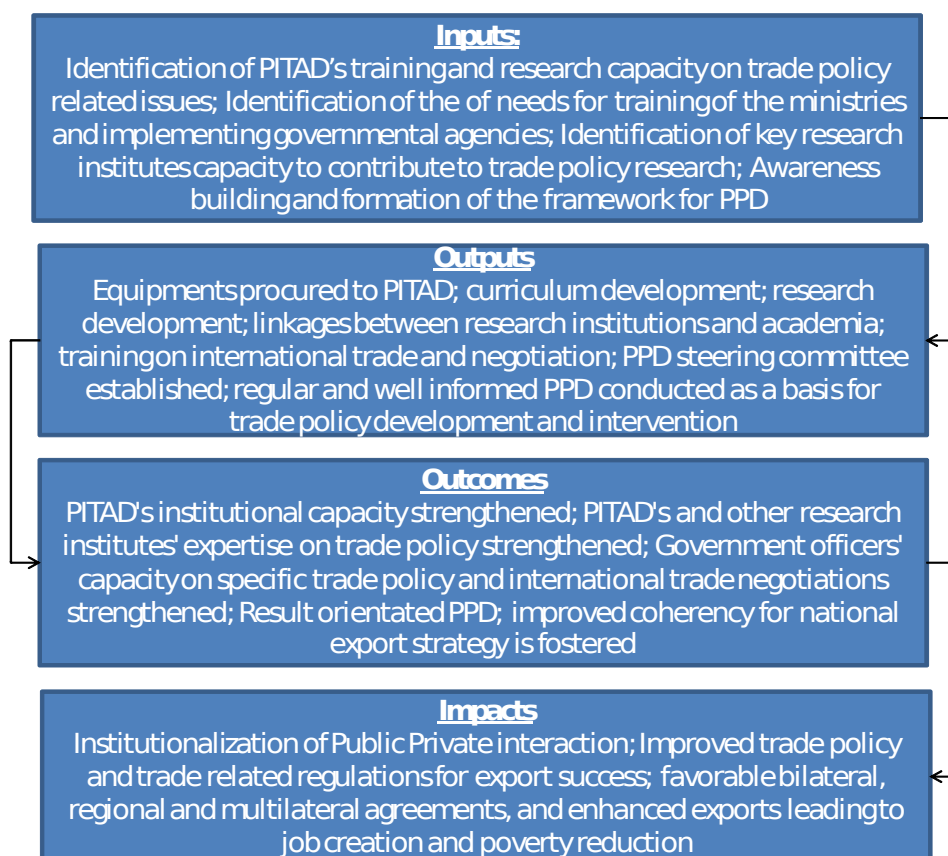 Inputs:
Identification of PITAD’s training and research capacity on trade policy
related issues; Identification of the of needs for training of the ministries
and implementing governmental agencies; Identification of key research
institutes capacity to contribute to trade policy research; Awareness
building and formation of the framework for PPD
Outputs
Equipments procured to PITAD; curriculum development; research
development; linkages between research institutions and academia;
training on international trade and negotiation; PPD steering committee
established; regular and well informed PPD conducted as a basis for
trade policy development and intervention
Outcomes
PITAD's institutional capacity strengthened; PITAD's and other research
institutes' expertise on trade policy strengthened; Government officers'
capacity on specific trade policy and international trade negotiations
strengthened; Result orientated PPD; improved coherency for national
export strategy is fostered
Impacts
Institutionalization of Public Private interaction; Improved trade policy
and trade related regulations for export success; favorable bilateral,
regional and multilateral agreements, and enhanced exports leading to
job creation and poverty reduction